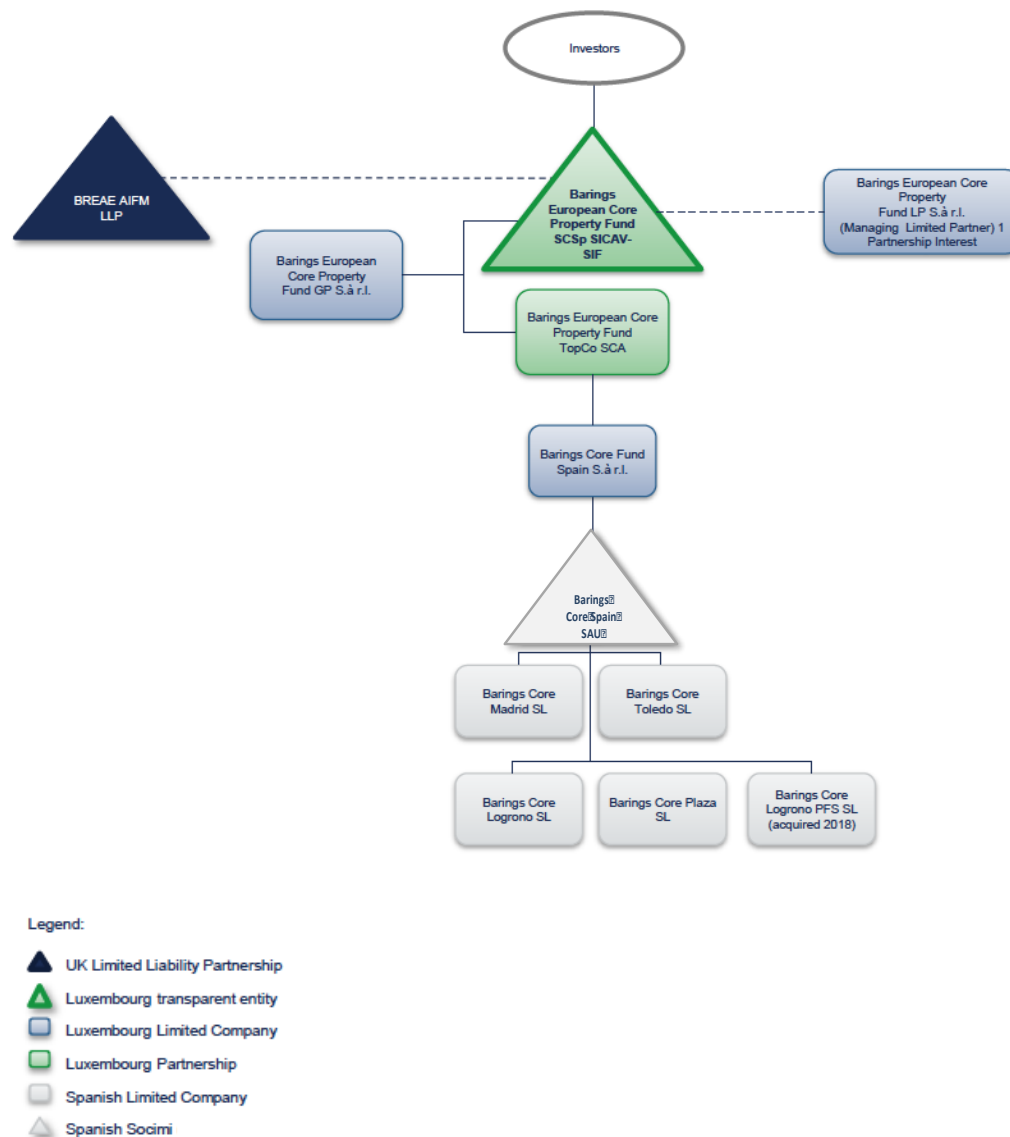 Investors
BREAE AIFM
LLP
Barings
European Core
Property Fund
SCSp SICAV-
SIF
Barings European Core
Property
Fund LP S.à r.l.
(Managing Limited Partner) 1
Partnership Interest
Barings European
Core Property
Fund GP S.à r.l.
Barings European Core
Property Fund
TopCo SCA
Barings Core Fund
Spain S.à r.l.
Barings
Core Spain
SAU
Barings Core
Madrid SL
Barings Core
Toledo SL
Barings Core
Logrono SL
Barings Core Plaza
SL
Barings Core
Logrono PFS SL
(acquired 2018)
Legend:
UK Limited Liability Partnership
Luxembourg transparent entity
Luxembourg Limited Company
Luxembourg Partnership
Spanish Limited Company
Spanish Socimi